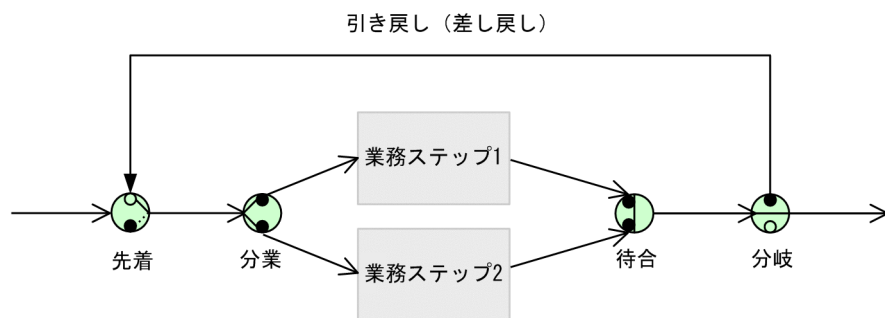 引き戻し（差し戻し）
業務ステップ1
業務ステップ2
先着
分業
待合
分岐